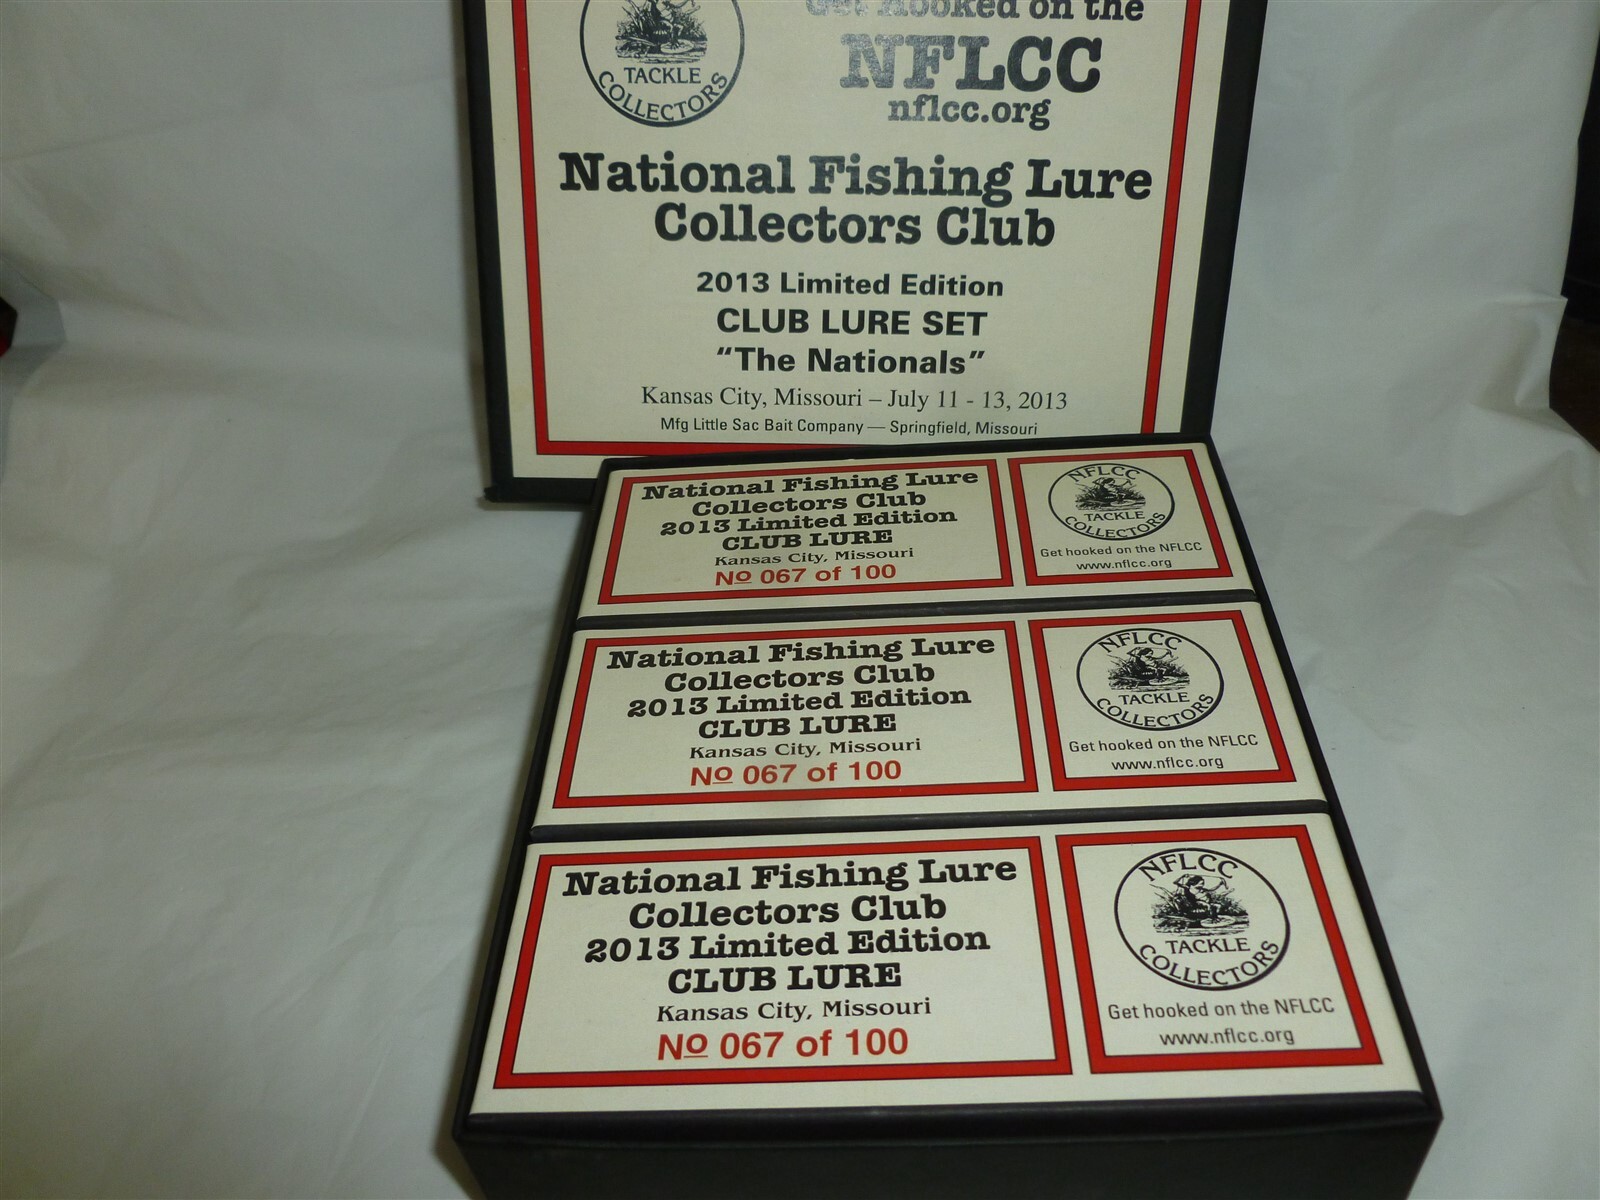 TACKLE
COLLECTORS
Get Hooked on the
NFLCC
nflcc.org
National Fishing Lure
Collectors Club
2013 Limited Edition
CLUB LURE SET
"The Nationals"
Kansas City, Missouri – July 11 - 13, 2013
Mfg Little Sac Bait Company — Springfield, Missouri
National Fishing Lure
Collectors Club
2013 Limited Edition
CLUB LURE
Kansas City, Missouri
No 067 of 100
NFLCC
TACKLE
COLLECTORS
Get hooked on the NFLCC
www.nflcc.org
National Fishing Lure
Collectors Club
2013 Limited Edition
CLUB LURE
Kansas City, Missouri
No 067 of 100
NFLCC
TACKLE
COLLECTORS
Get hooked on the NFLCC
www.nflcc.org
National Fishing Lure
Collectors Club
2013 Limited Edition
CLUB LURE
Kansas City, Missouri
No 067 of 100
NFLCC
TACKLE
COLLECTORS
Get hooked on the NFLCC
www.nflcc.org